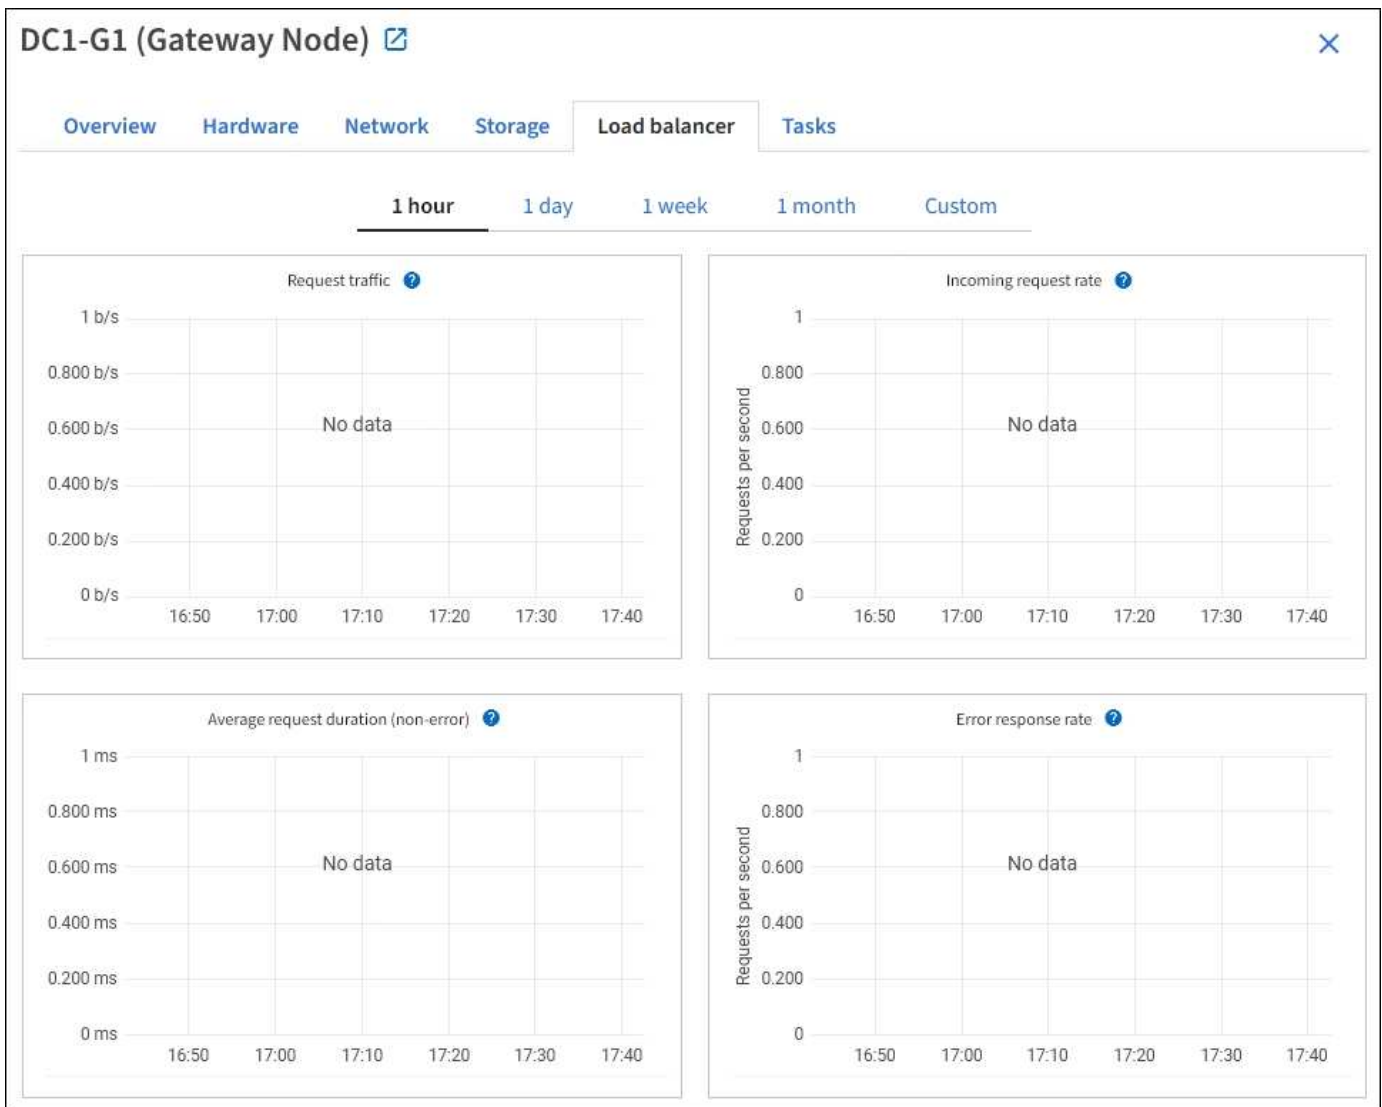 DC1-G1 (Gateway Node)
Overview Hardware Network Storage Load balancer Tasks
1 hour 1 day 1 week 1 month Custom
Request traffic
1 b/s
0.800 b/s
0.600 b/s
0.400 b/s
0.200 b/s
0 b/s
No data
16:50 17:00 17:10 17:20 17:30 17:40
Incoming request rate
Requests per second
1
0.800
0.600
0.400
0.200
0
No data
16:50 17:00 17:10 17:20 17:30 17:40
Average request duration (non-error)
1 ms
0.800 ms
0.600 ms
0.400 ms
0.200 ms
0 ms
No data
16:50 17:00 17:10 17:20 17:30 17:40
Error response rate
Requests per second
1
0.800
0.600
0.400
0.200
0
No data
16:50 17:00 17:10 17:20 17:30 17:40